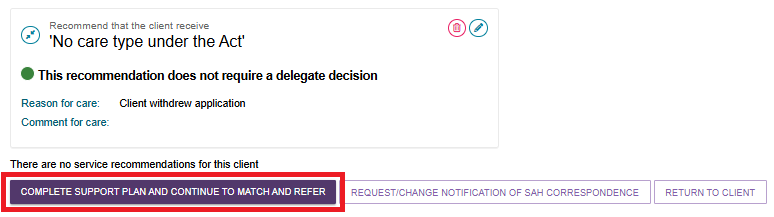 Recommend that the client receive
'No care type under the Act'
This recommendation does not require a delegate decision
Reason for care: Client withdrew application
Comment for care:
There are no service recommendations for this client
COMPLETE SUPPORT PLAN AND CONTINUE TO MATCH AND REFER REQUEST/CHANGE NOTIFICATION OF SAH CORRESPONDENCE RETURN TO CLIENT